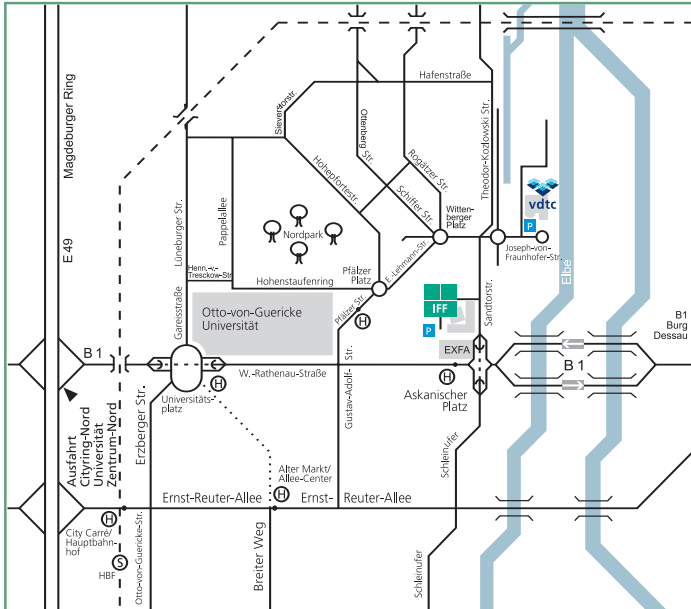 Magdeburger Ring
E 49
Hafenstraße
Sieverstorstr.
Ottenberg
Str.
Theodor-Kozlowski Str.
Rogätzer Str.
Hohepfortestr.
Schiffer Str.
Witten-
berger
Platz
vdtc
P
Joseph-von-
Fraunhofer-Str.
Elbe
Lüneburger Str.
Pappelallee
Nordpark
Henn.-v.-
Tresckow-Str.
Hohenstaufenring
Pfälzer
Platz
E.-Lehmann-Str.
Gareisstraße
Otto-von-Guericke
Universität
Pfälzer Str.
H
IFF
P
Sandtorstr.
EXFA
B1
Burg
Dessau
B 1
B 1
W.-Rathenau-Straße
H
Universitäts-
platz
Gustav-Adolf-
Str.
H
Askanischer
Platz
Erzberger Str.
Ausfahrt
Cityring-Nord
Universität
Zentrum-Nord
Schleinufer
Alter Markt/
Allee-Center
H
Ernst-Reuter-Allee
Ernst-
Reuter-Allee
H
City Carré/
Hauptbahn-
hof
S
HBF
Otto-von-Guericke-Str.
Breiter Weg
Schleinufer